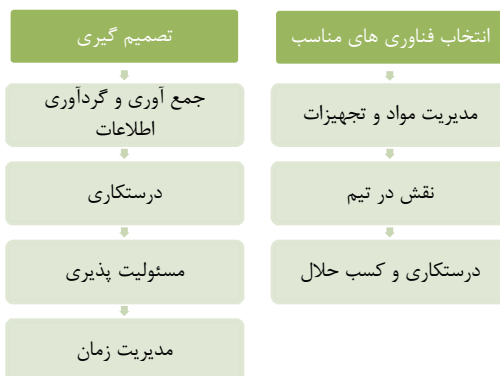 انتخاب فناوری های مناسب
مدیریت مواد و تجهیزات
نقش در تیم
درستکاری و کسب حلال
تصمیم گیری
جمع آوری و گردآوری
اطلاعات
درستکاری
مسئولیت پذیری
مدیریت زمان